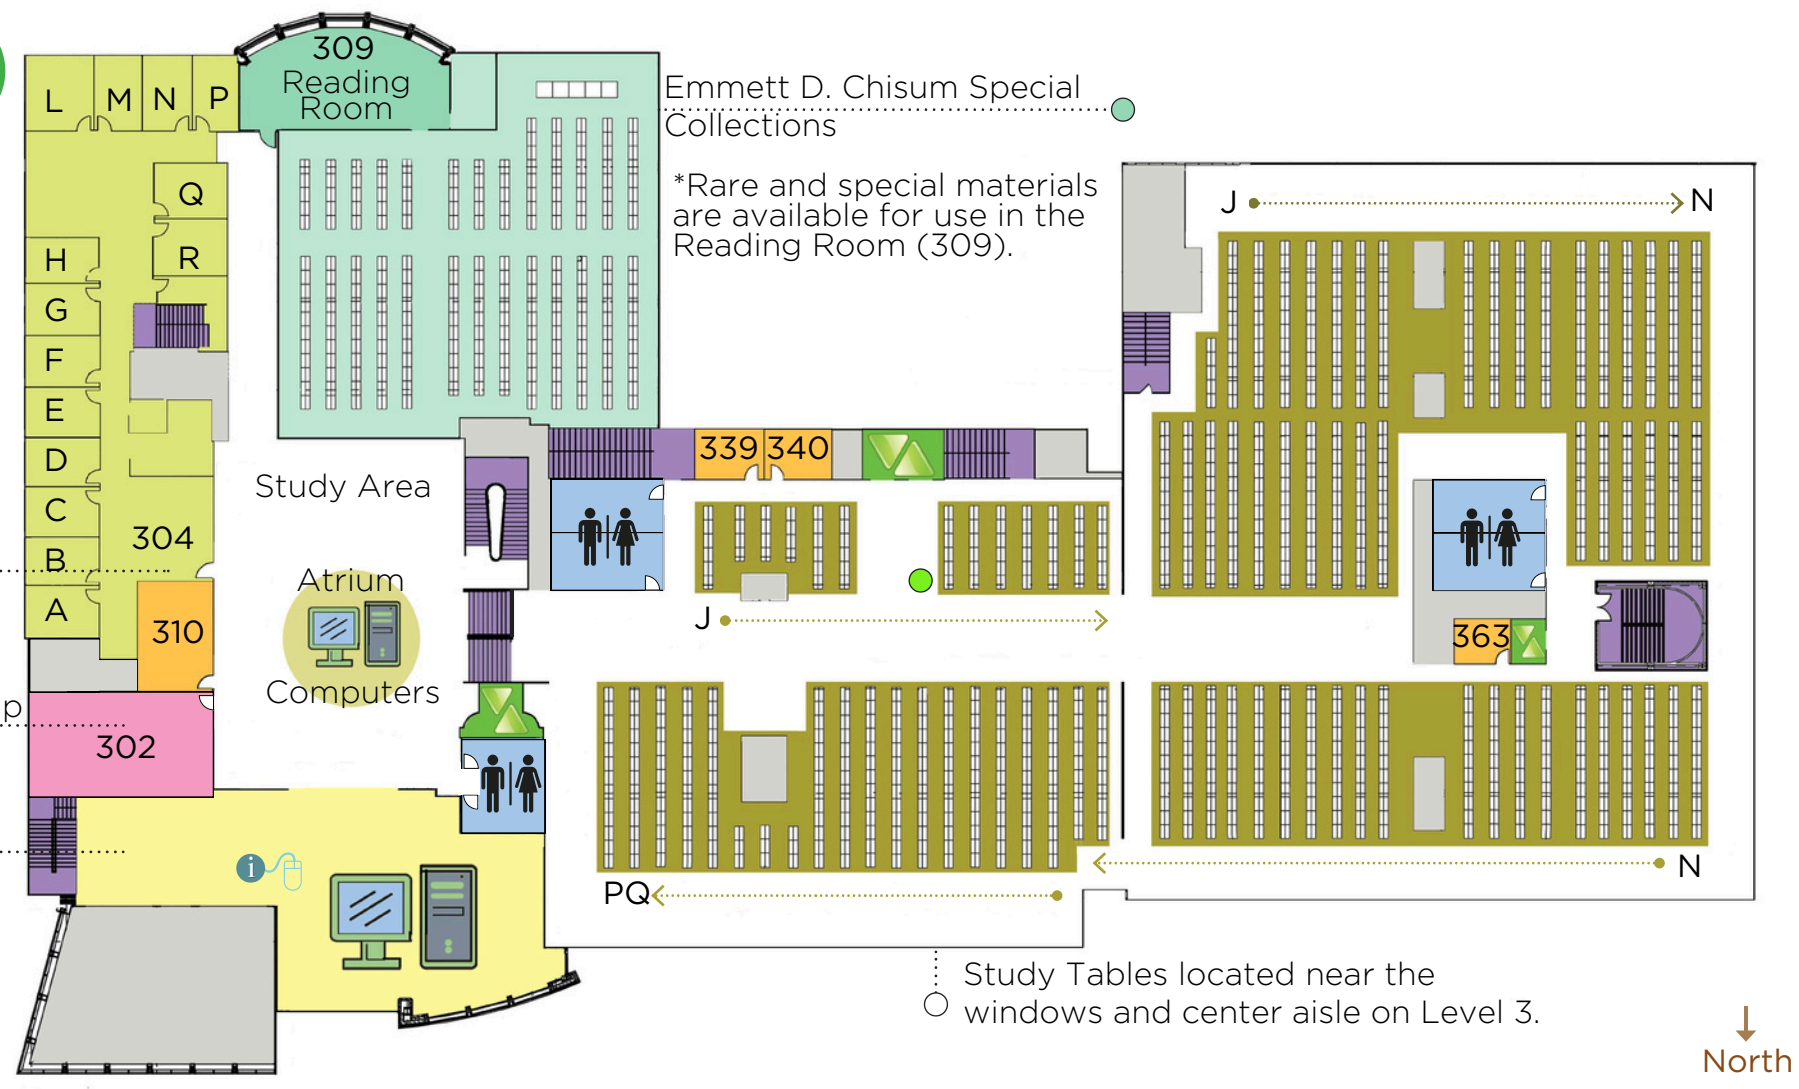 309
Reading
Room
L
M
N
P
Emmett D. Chisum Special
Collections
*Rare and special materials
are available for use in the
Reading Room (309).
Q
R
H
G
F
E
D
C
B
A
304
310
302
p
Study Area
Atrium
Computers
i
339
340
J
N
J
363
PQ
N
Study Tables located near the
windows and center aisle on Level 3.
North